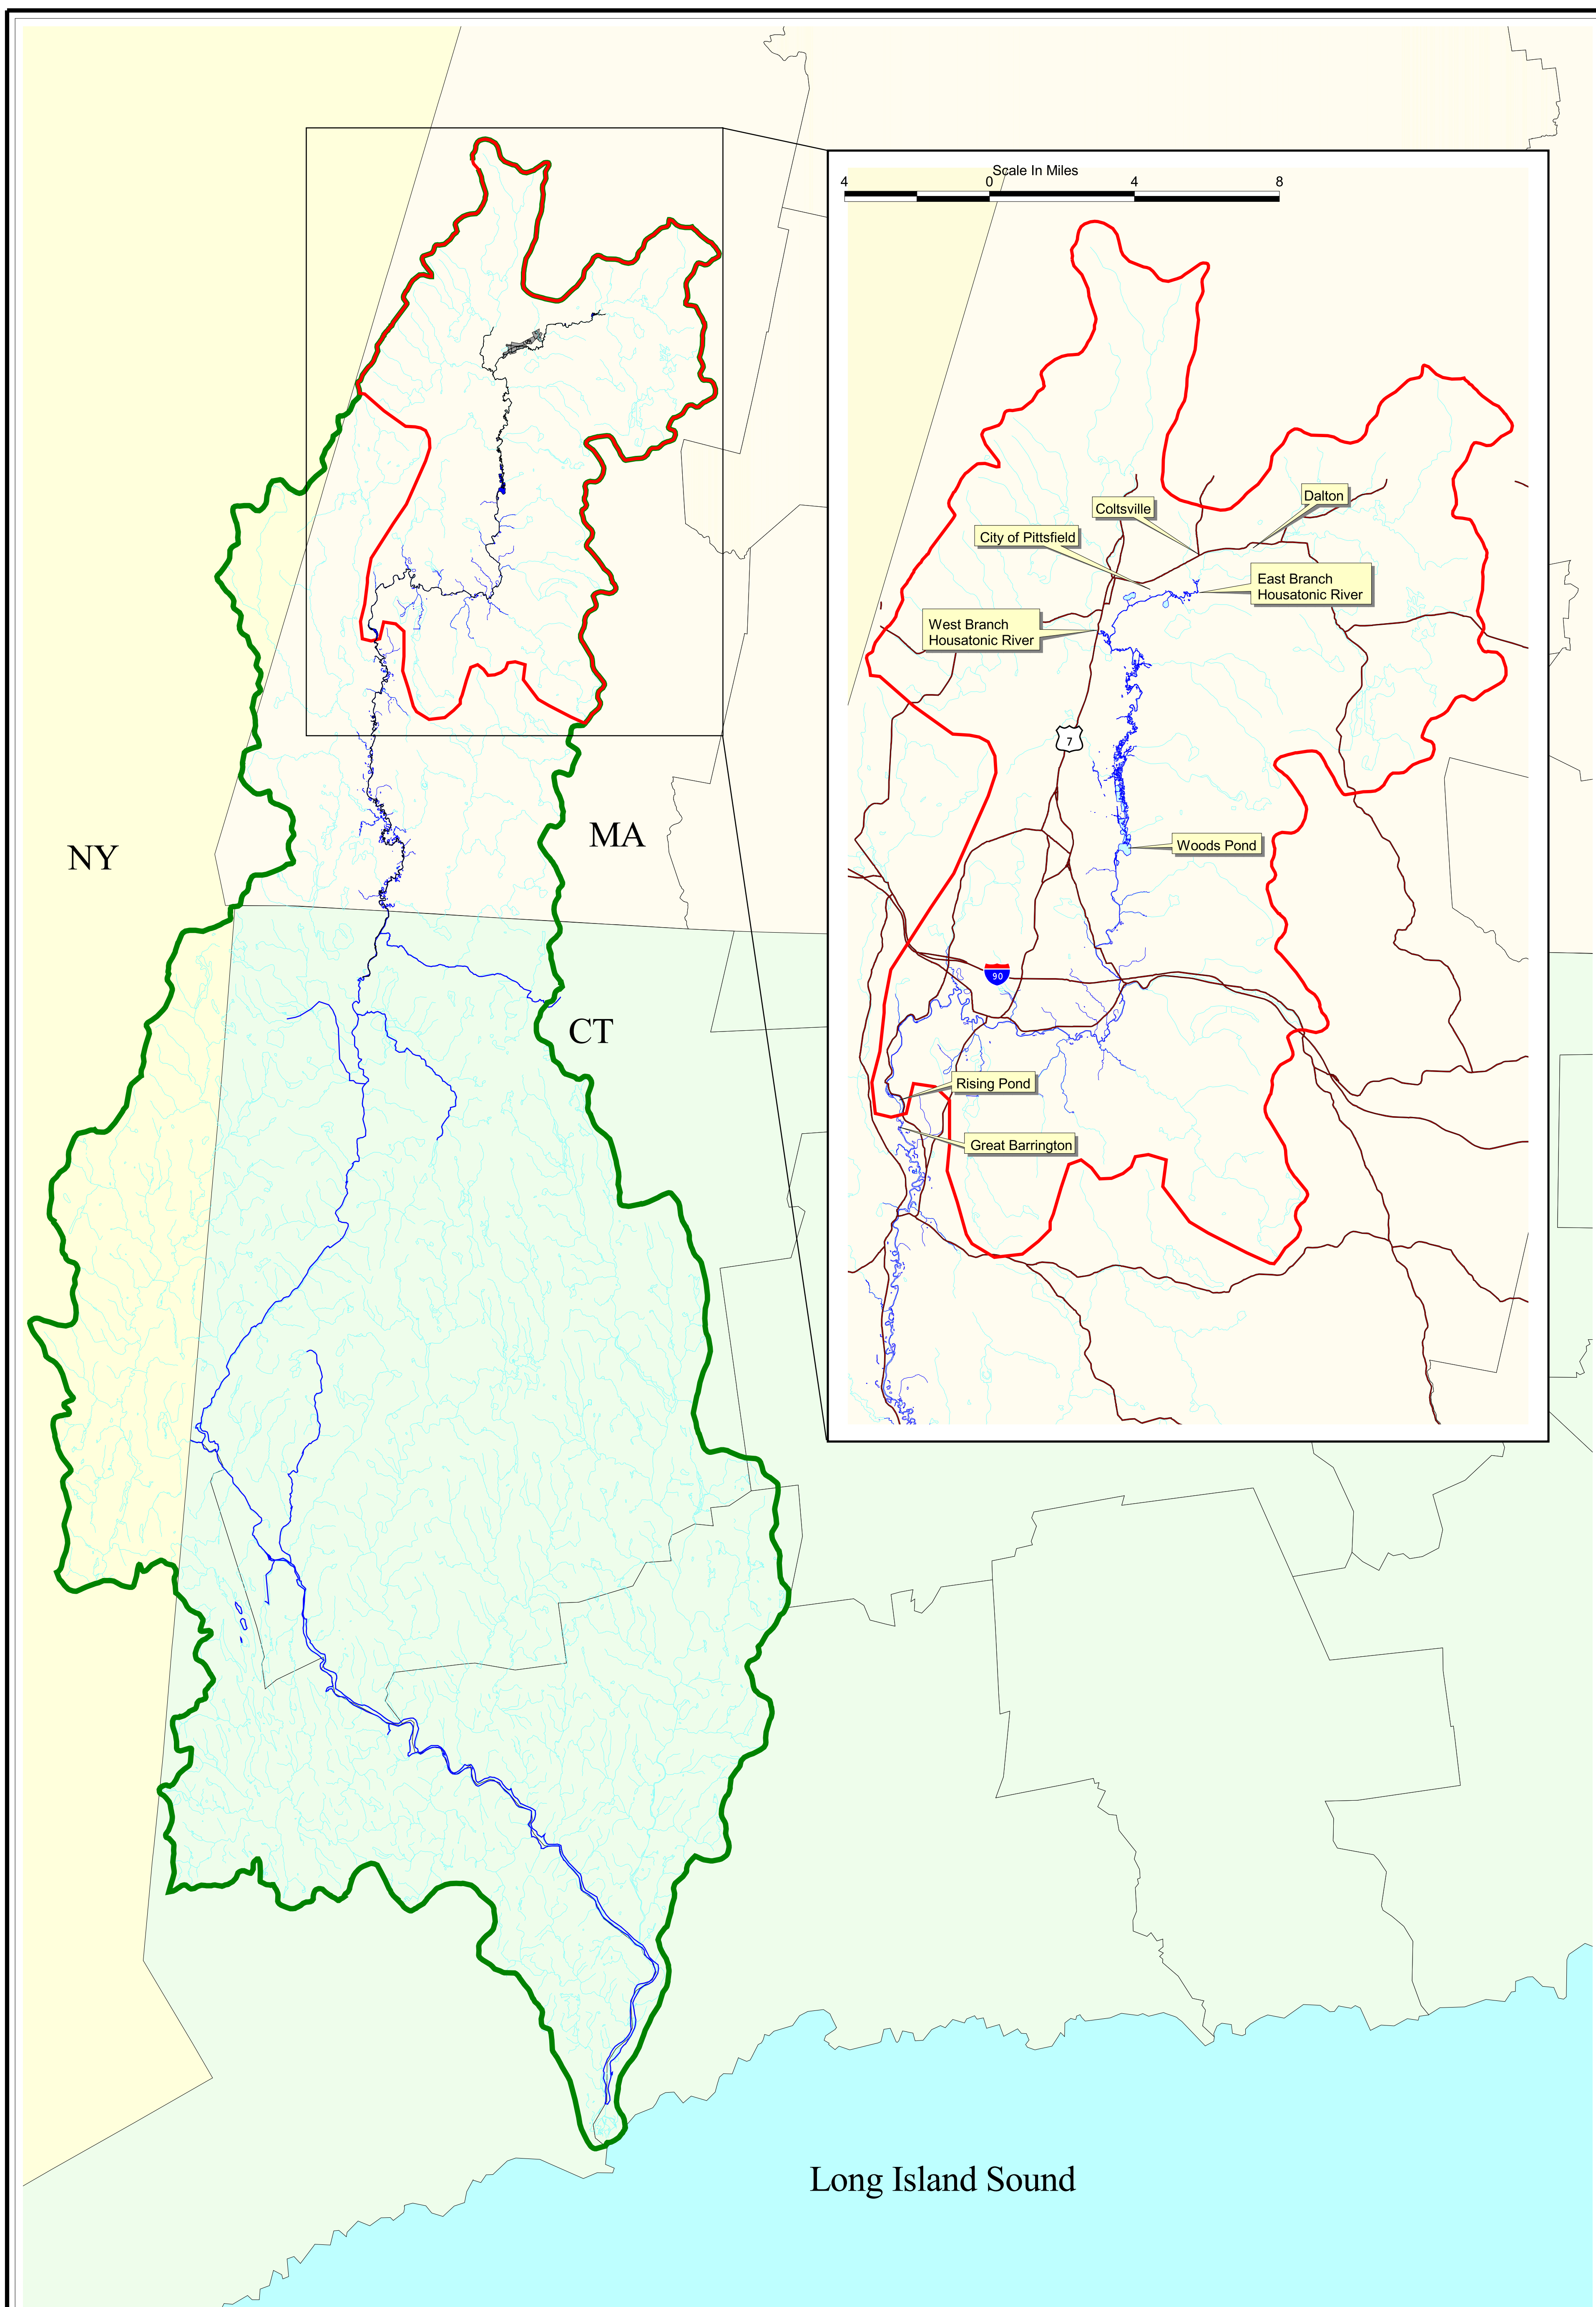 Scale In Miles
4 0 4 8
Dalton
Coltsville
City of Pittsfield
East Branch
Housatonic River
West Branch
Housatonic River
7
Woods Pond
90
Rising Pond
Great Barrington
NY
MA
CT
Long Island Sound